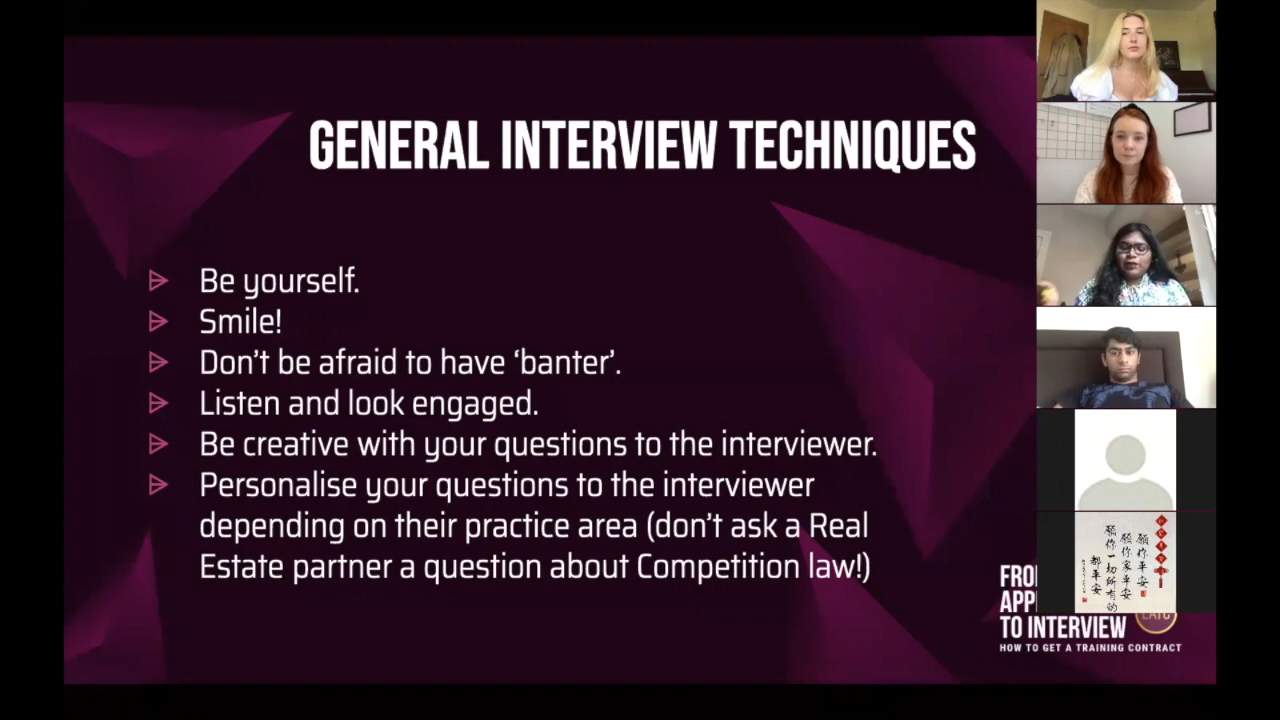 GENERAL INTERVIEW TECHNIQUES
Be yourself.
Smile!
Don't be afraid to have ‘banter’.
Listen and look engaged.
Be creative with your questions to the interviewer.
Personalise your questions to the interviewer
depending on their practice area (don't ask a Real
Estate partner a question about Competition law!)
願你平安
願你家平安
願你一切所有的
都平安
TO INTERVIEW
HOW TO GET A TRAINING CONTRACT